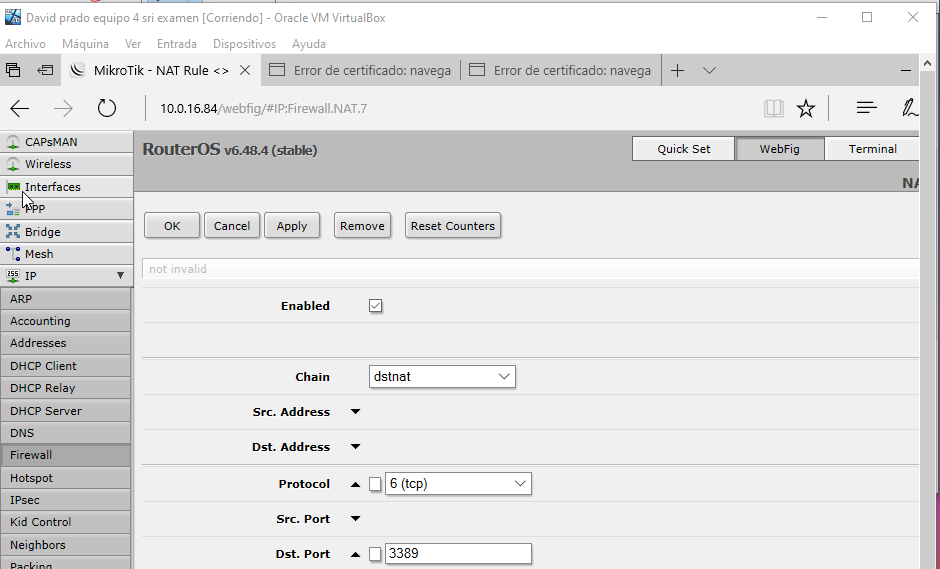 David prado equipo 4 sri examen [Corriendo] - Oracle VM VirtualBox
Archivo Máquina Ver Entrada Dispositivos Ayuda
MikroTik - NAT Rule <> Error de certificado: navega Error de certificado: navega
10.0.16.84/webfig/#IP:Firewall.NAT.7
CAPsMAN
Wireless
Interfaces
PPP
Bridge
Mesh
255 IP
ARP
Accounting
Addresses
DHCP Client
DHCP Relay
DHCP Server
DNS
Firewall
Hotspot
IPsec
Kid Control
Neighbors
Packing
RouterOS v6.48.4 (stable) Quick Set WebFig Terminal
NA
OK Cancel Apply Remove Reset Counters
not invalid
Enabled
Chain dstnat
Src. Address
Dst. Address
Protocol 6 (tcp)
Src. Port
Dst. Port 3389